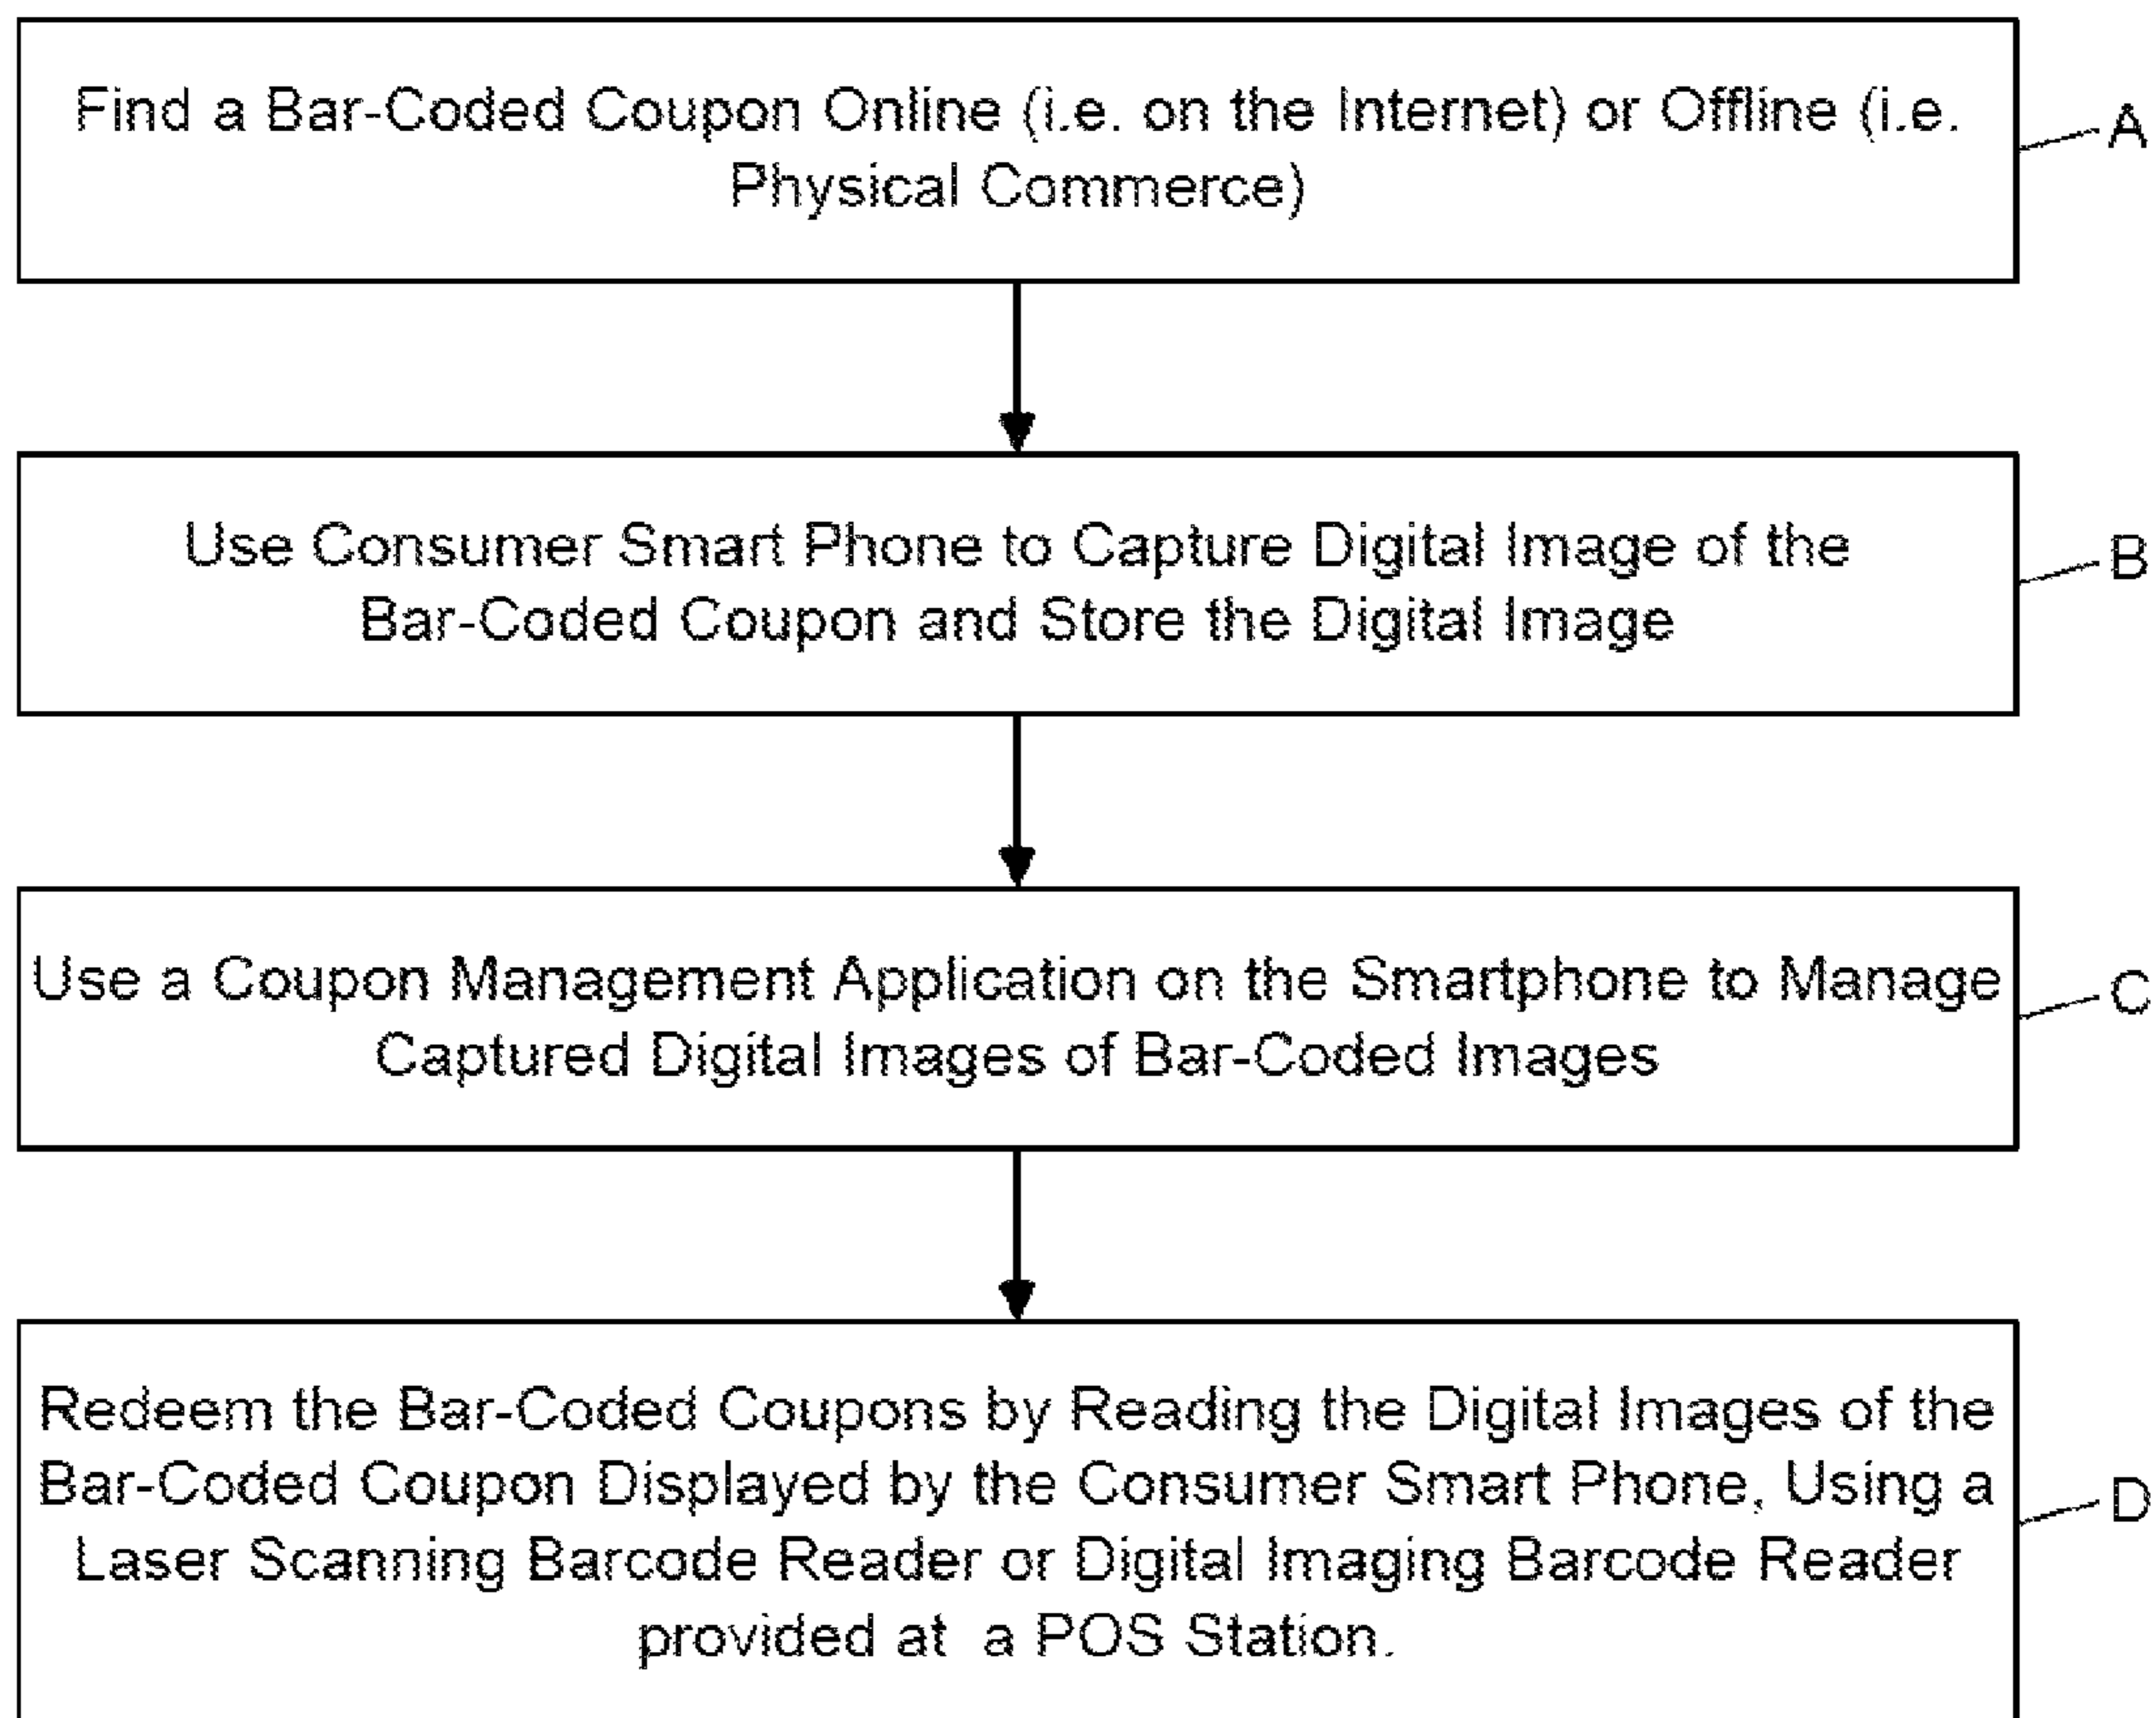 Find a Bar-Coded Coupon Online (i.e. on the Internet) or Offline (i.e.
Physical Commerce)
A
Use Consumer Smart Phone to Capture Digital Image of the
Bar-Coded Coupon and Store the Digital Image
B
Use a Coupon Management Application on the Smartphone to Manage
Captured Digital Images of Bar-Coded Images
C
Redeem the Bar-Coded Coupons by Reading the Digital Images of the
Bar-Coded Coupon Displayed by the Consumer Smart Phone, Using a
Laser Scanning Barcode Reader or Digital Imaging Barcode Reader
provided at a POS Station.
D